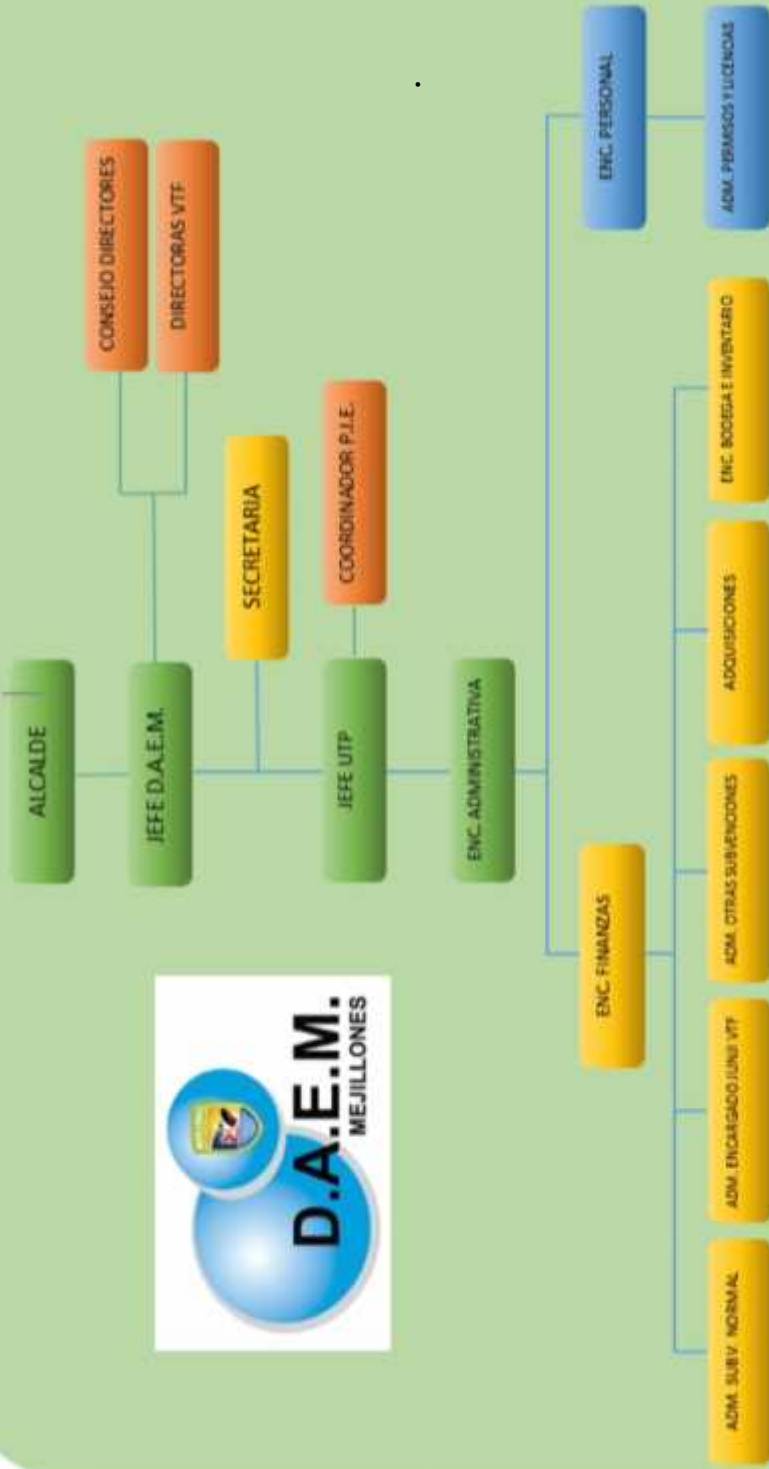 ALCALDE
JEFE D.A.E.M.
CONSEJO DIRECTORES
DIRECTORAS VTF
SECRETARIA
JEFE UTP
COORDINADOR P.I.E.
ENC. ADMINISTRATIVA
D.A.E.M.
MEJILLONES
ENC. FINANZAS
ENC. PERSONAL
ADM. SUBV. NORMAL
ADM. ENCARGADO JUNJI VTF
ADM. OTRAS SUBVENCIONES
ADQUISICIONES
ENC. BODEGA E INVENTARIO
ADM. PERMISOS Y LICENCIAS